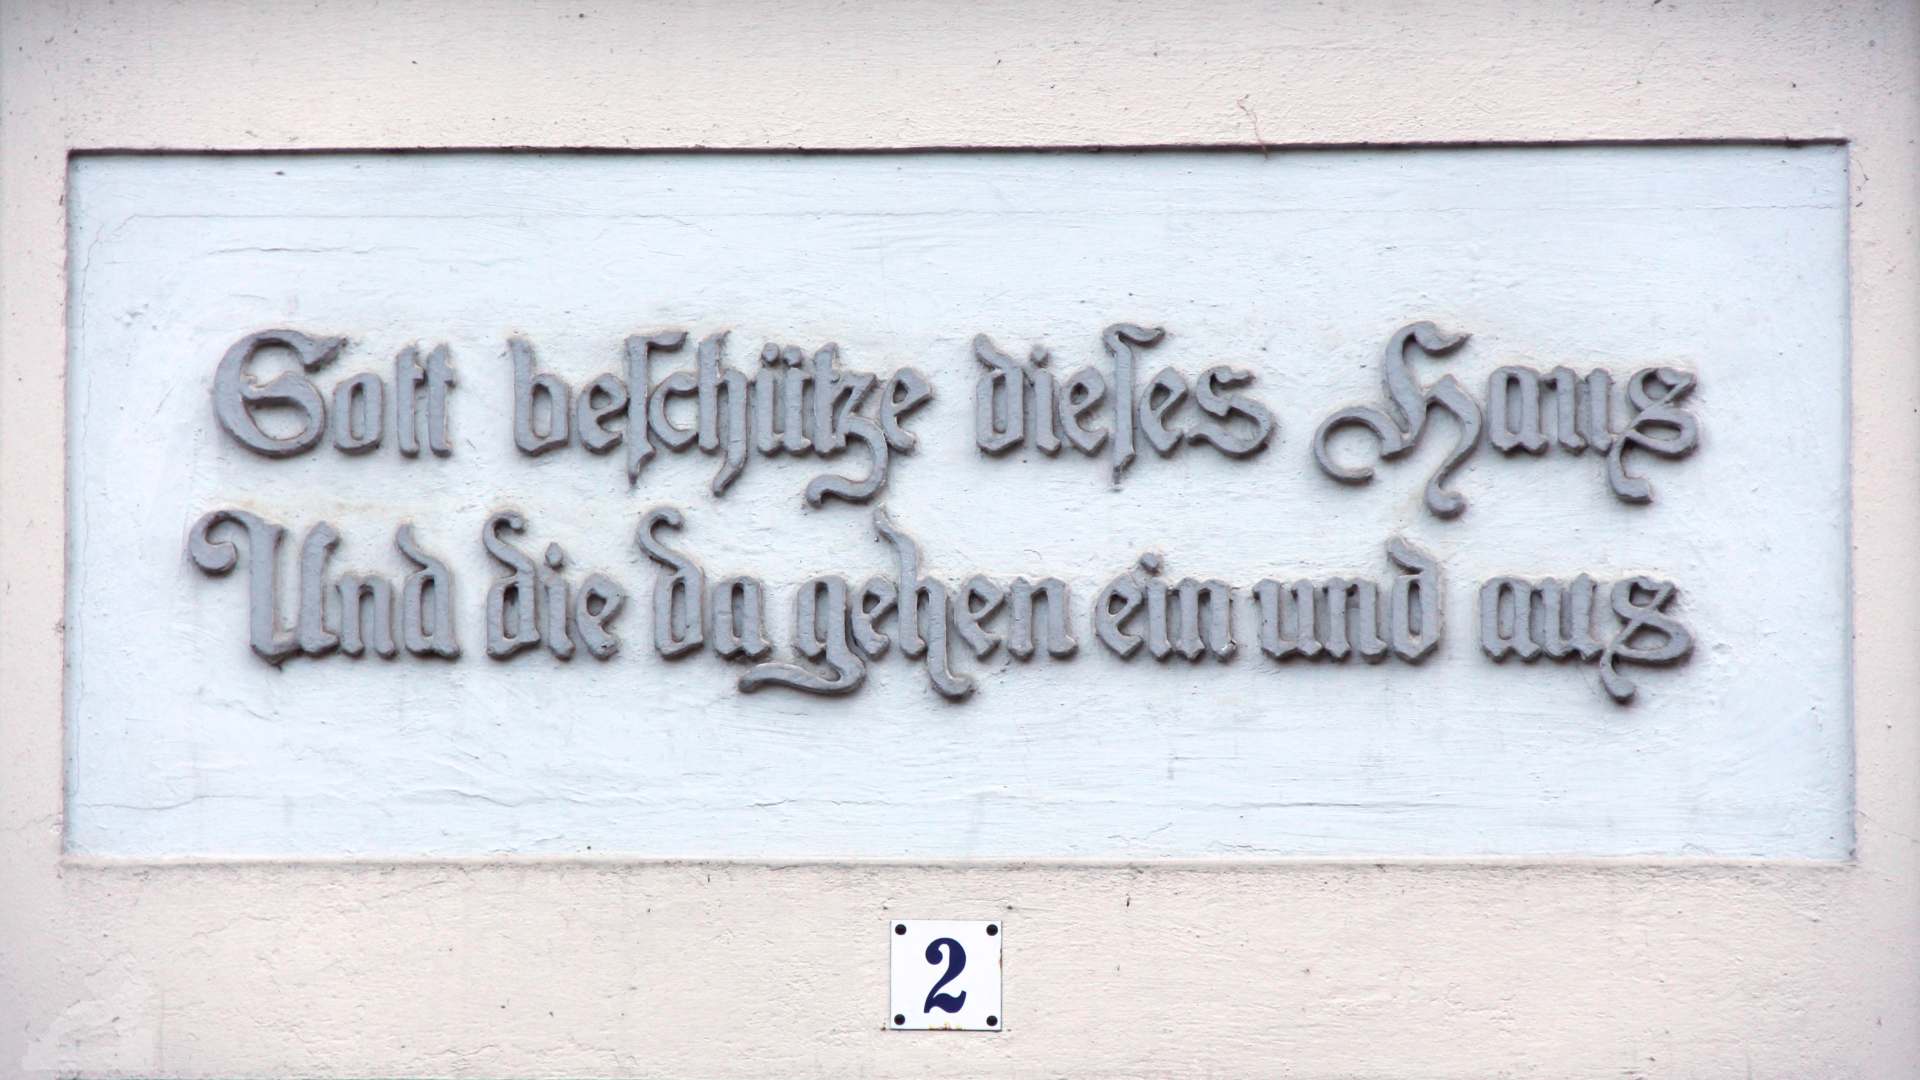 Gott beschütze dieses Haus
Und die da gehen ein und aus
2